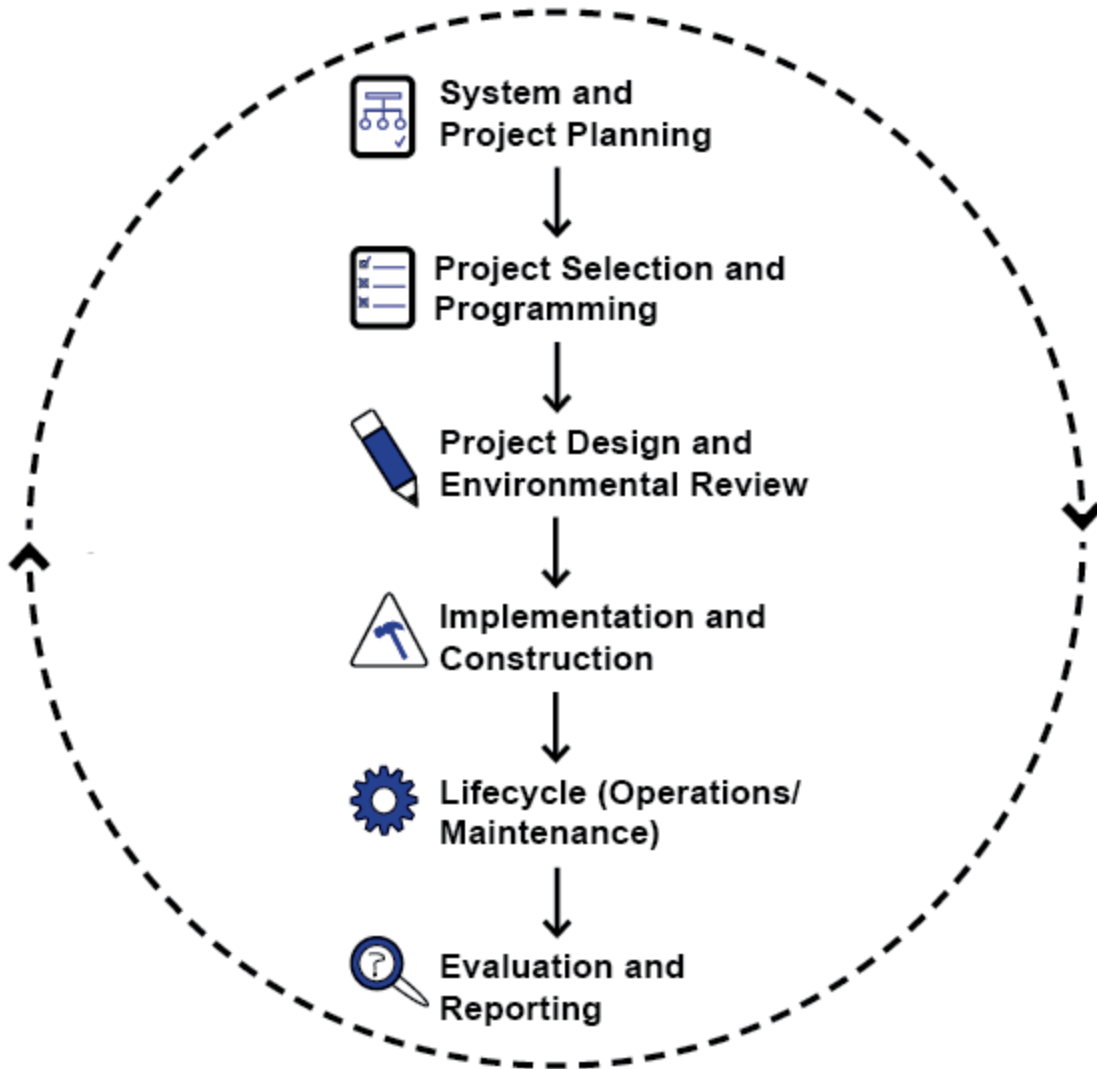 System and
Project Planning
Project Selection and
Programming
Project Design and
Environmental Review
Implementation and
Construction
Lifecycle (Operations/
Maintenance)
?
Evaluation and
Reporting